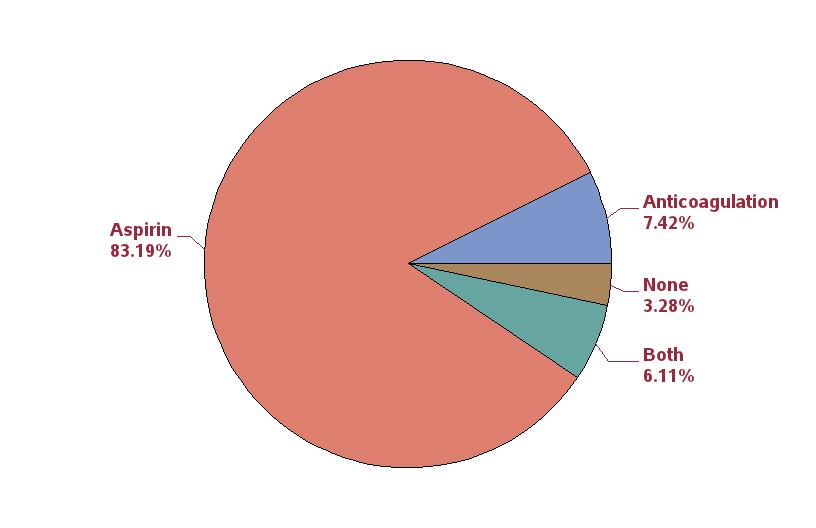 Anticoagulation
7.42%
Aspirin
83.19%
None
3.28%
Both
6.11%